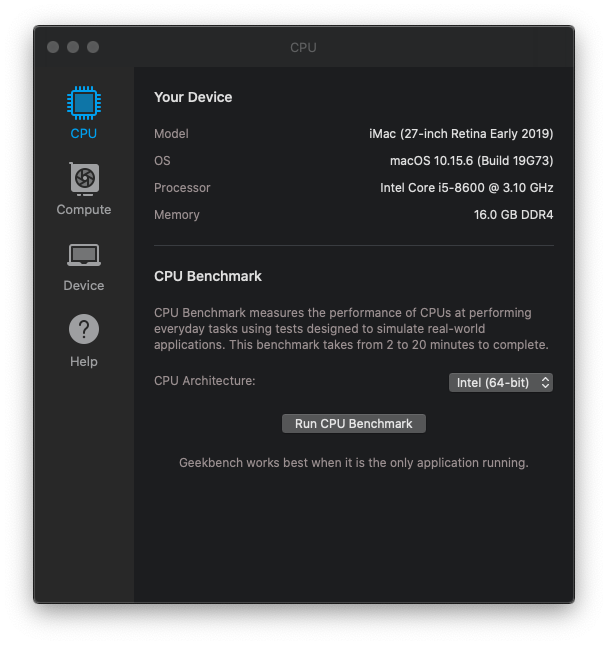 CPU
CPU
Compute
Device
Help
Your Device
Model iMac (27-inch Retina Early 2019)
OS macOS 10.15.6 (Build 19G73)
Processor Intel Core i5-8600 @ 3.10 GHz
Memory 16.0 GB DDR4
CPU Benchmark
CPU Benchmark measures the performance of CPUs at performing
everyday tasks using tests designed to simulate real-world
applications. This benchmark takes from 2 to 20 minutes to complete.
CPU Architecture: Intel (64-bit)
Run CPU Benchmark
Geekbench works best when it is the only application running.